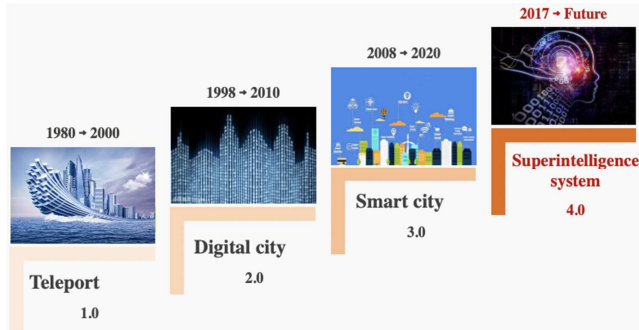 1980 → 2000
Teleport
1.0
1998 → 2010
Digital city
2.0
2008 → 2020
Smart city
3.0
2017 → Future
Superintelligence
system
4.0